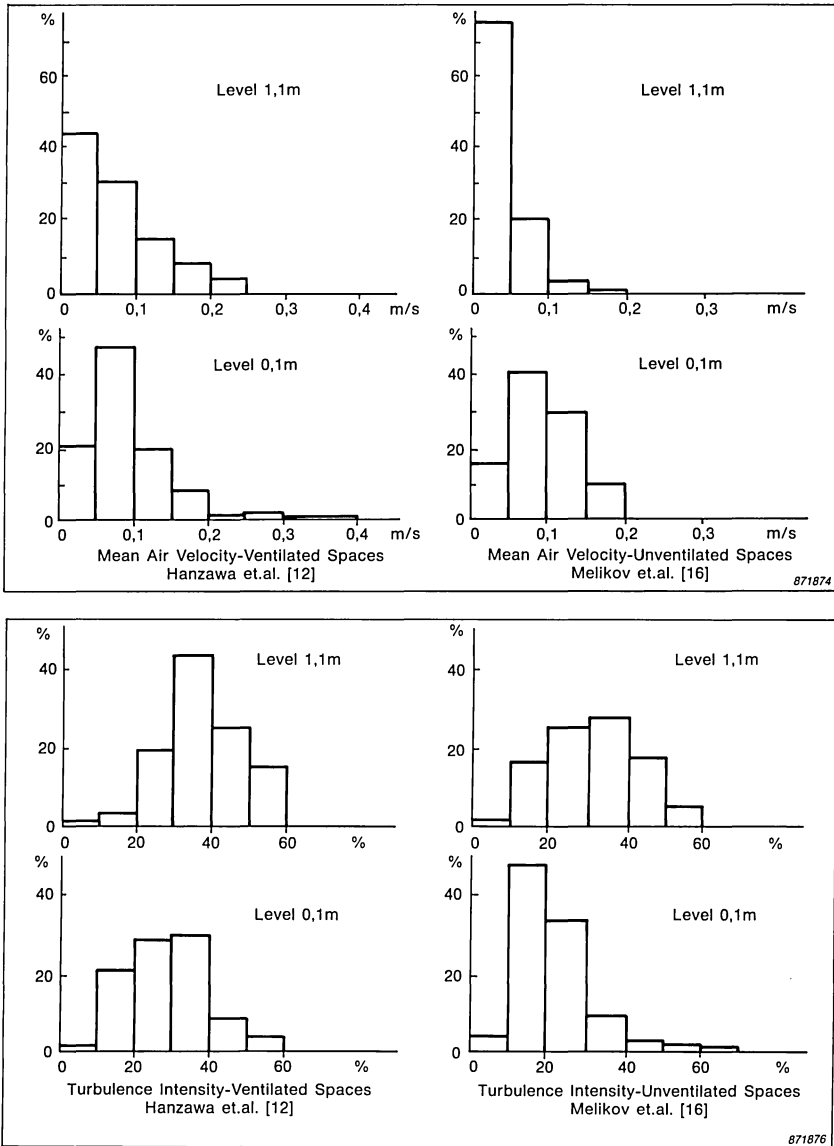 %
60
40
20
0
Level 1,1m
0,1 0,2 0,3 0,4 m/s
%
60
40
20
0
Level 1,1m
0 0,1 0,2 0,3 m/s
%
40
20
0
Level 0,1m
0 0,1 0,2 0,3 0,4 m/s
Mean Air Velocity-Ventilated Spaces
Hanzawa et.al. [12]
%
40
20
0
Level 0,1m
0 0,1 0,2 0,3 m/s
Mean Air Velocity-Unventilated Spaces
Melikov et.al. [16]
871874
%
40
20
0
Level 1,1m
0 20 40 60 %
%
40
20
0
Level 1,1m
0 20 40 60 %
%
40
20
0
Level 0,1m
0 20 40 60 %
Turbulence Intensity-Ventilated Spaces
Hanzawa et.al. [12]
%
40
20
0
Level 0,1m
0 20 40 60 %
Turbulence Intensity-Unventilated Spaces
Melikov et.al. [16]
871876